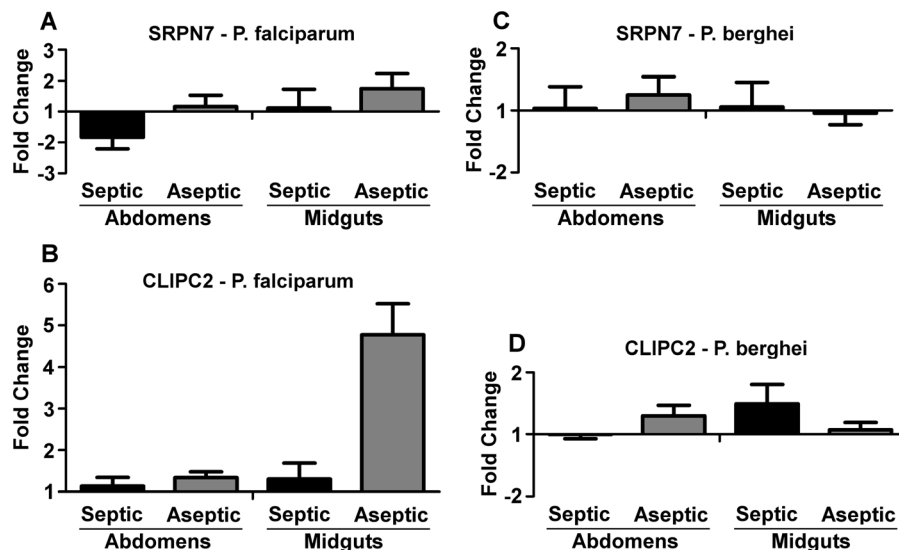 A
SRPN7 - P. falciparum
Fold Change
3
2
1
-2
-3
Septic Aseptic Septic Aseptic
Abdomens Midguts
B
CLIPC2 - P. falciparum
Fold Change
6
5
4
3
2
1
Septic Aseptic Septic Aseptic
Abdomens Midguts
C
SRPN7 - P. berghei
Fold Change
2
1
-2
Septic Aseptic Septic Aseptic
Abdomens Midguts
D
CLIPC2 - P. berghei
Fold Change
2
1
-2
Septic Aseptic Septic Aseptic
Abdomens Midguts